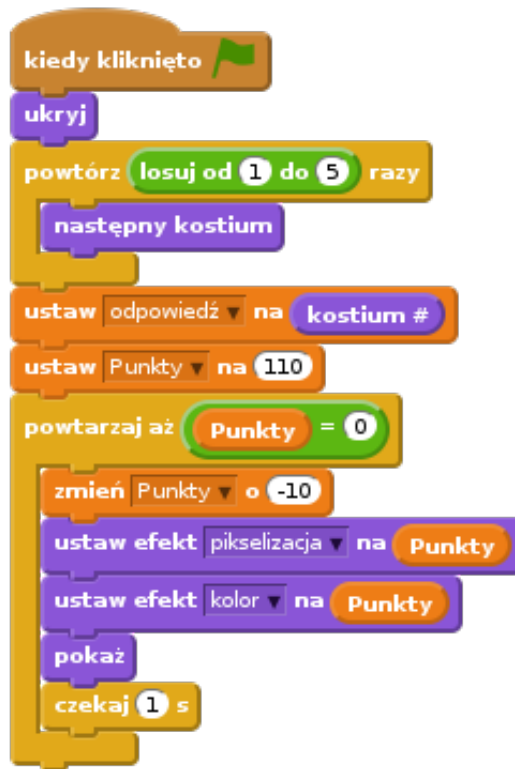 kiedy kliknięto
ukryj
powtórz losuj od 1 do 5 razy
następny kostium
ustaw odpowiedź na kostium #
ustaw Punkty na 110
powtarzaj aż Punkty = 0
zmień Punkty o -10
ustaw efekt pikselizacja na Punkty
ustaw efekt kolor na Punkty
pokaż
czekaj 1 s